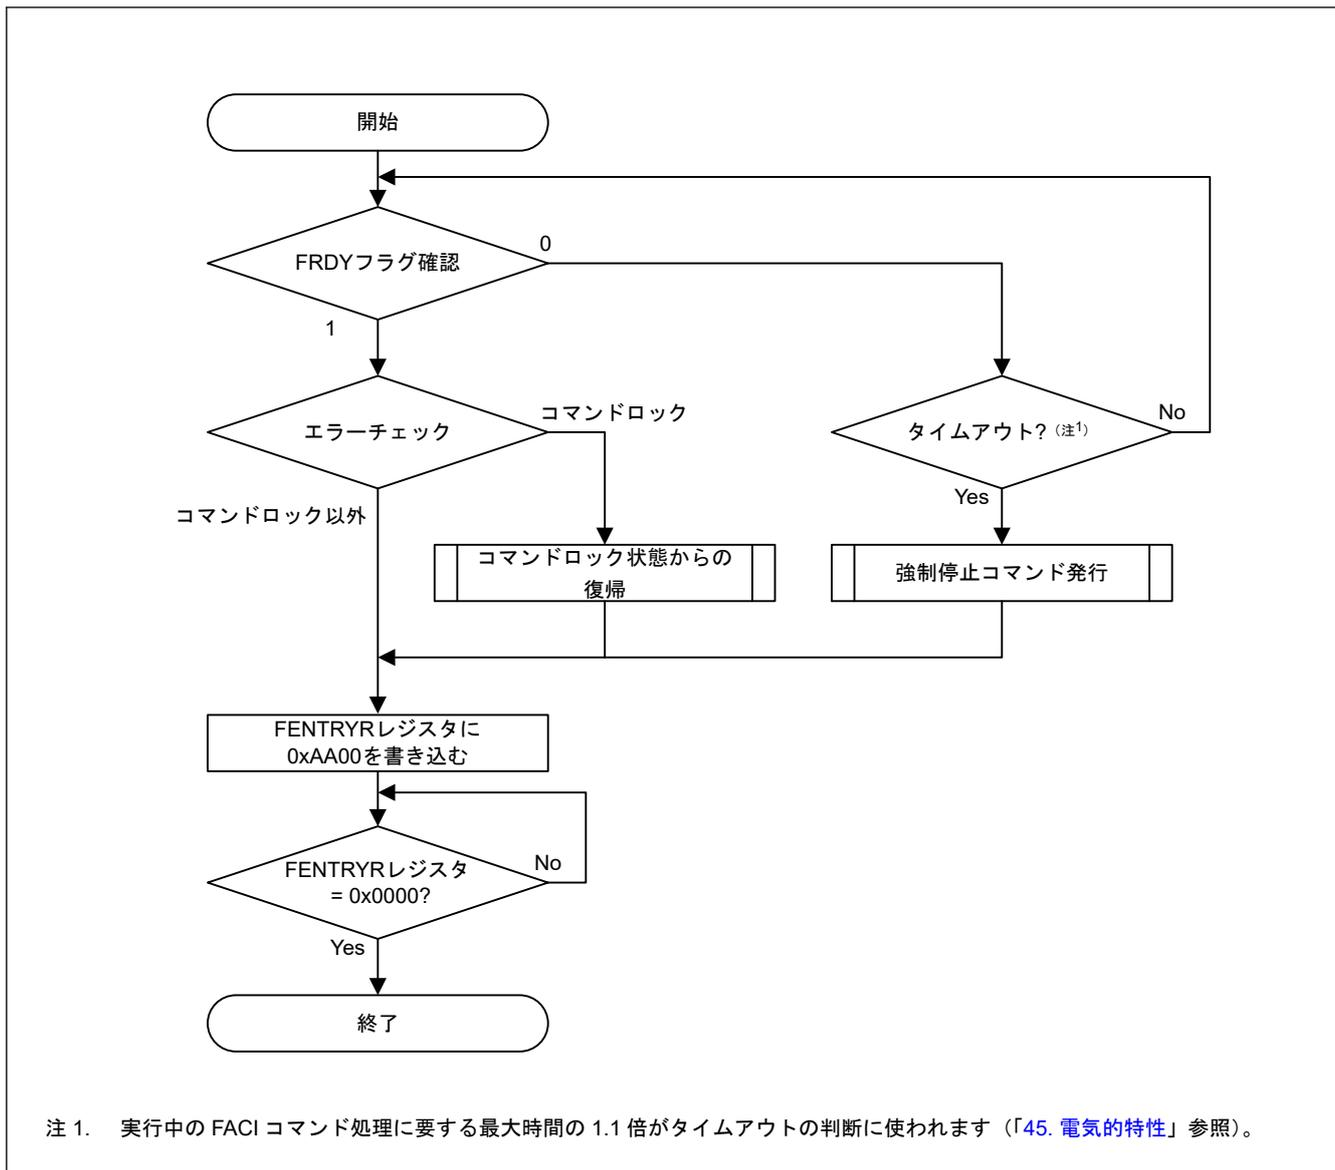 開始
FRDYフラグ確認
0
1
エラーチェック
コマンドロック
タイムアウト?（注1）
No
コマンドロック以外
Yes
コマンドロック状態からの
復帰
強制停止コマンド発行
FENTRYRレジスタに
0xAA00を書き込む
FENTRYRレジスタ
= 0x0000?
No
Yes
終了
注 1. 実行中の FACI コマンド処理に要する最大時間の 1.1 倍がタイムアウトの判断に使われます（「45. 電気的特性」参照）。